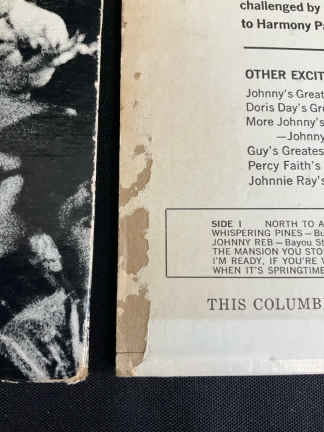 challenged by
to Harmony Pa
OTHER EXCIT
Johnny's Great
Doris Day's Gr
More Johnny's
—Johnny
Guy's Greates
Percy Faith's
Johnnie Ray's
SIDE I NORTH TO A
WHISPERING PINES—Bu
JOHNNY REB—Bayou St
THE MANSION YOU STO
I'M READY, IF YOU'RE
WHEN IT'S SPRINGTIME
THIS COLUMB